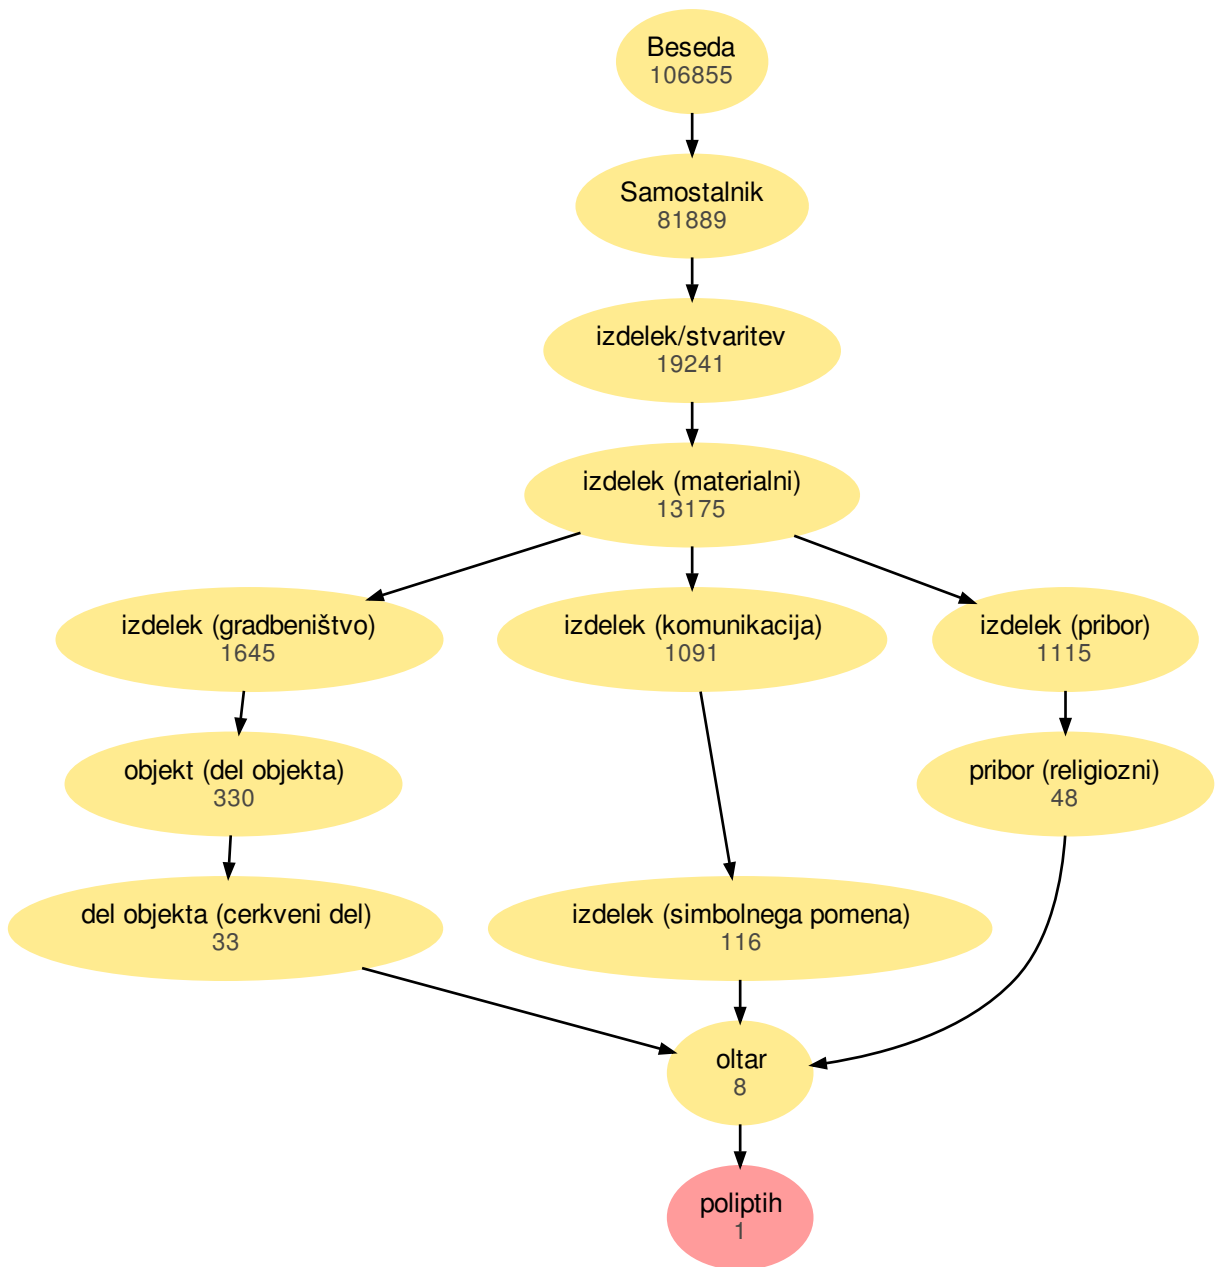 Beseda
106855
Samostalnik
81889
izdelek/stvaritev
19241
izdelek (materialni)
13175
izdelek (gradbeništvo)
1645
izdelek (komunikacija)
1091
izdelek (pribor)
1115
objekt (del objekta)
330
pribor (religiozni)
48
del objekta (cerkveni del)
33
izdelek (simbolnega pomena)
116
oltar
8
poliptih
1